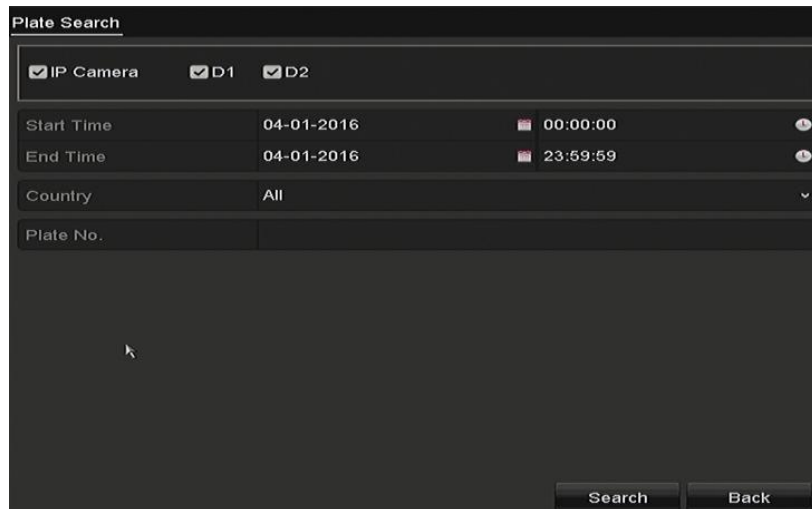 Plate Search
IP Camera D1 D2
Start Time 04-01-2016 00:00:00
End Time 04-01-2016 23:59:59
Country All
Plate No.
Search Back